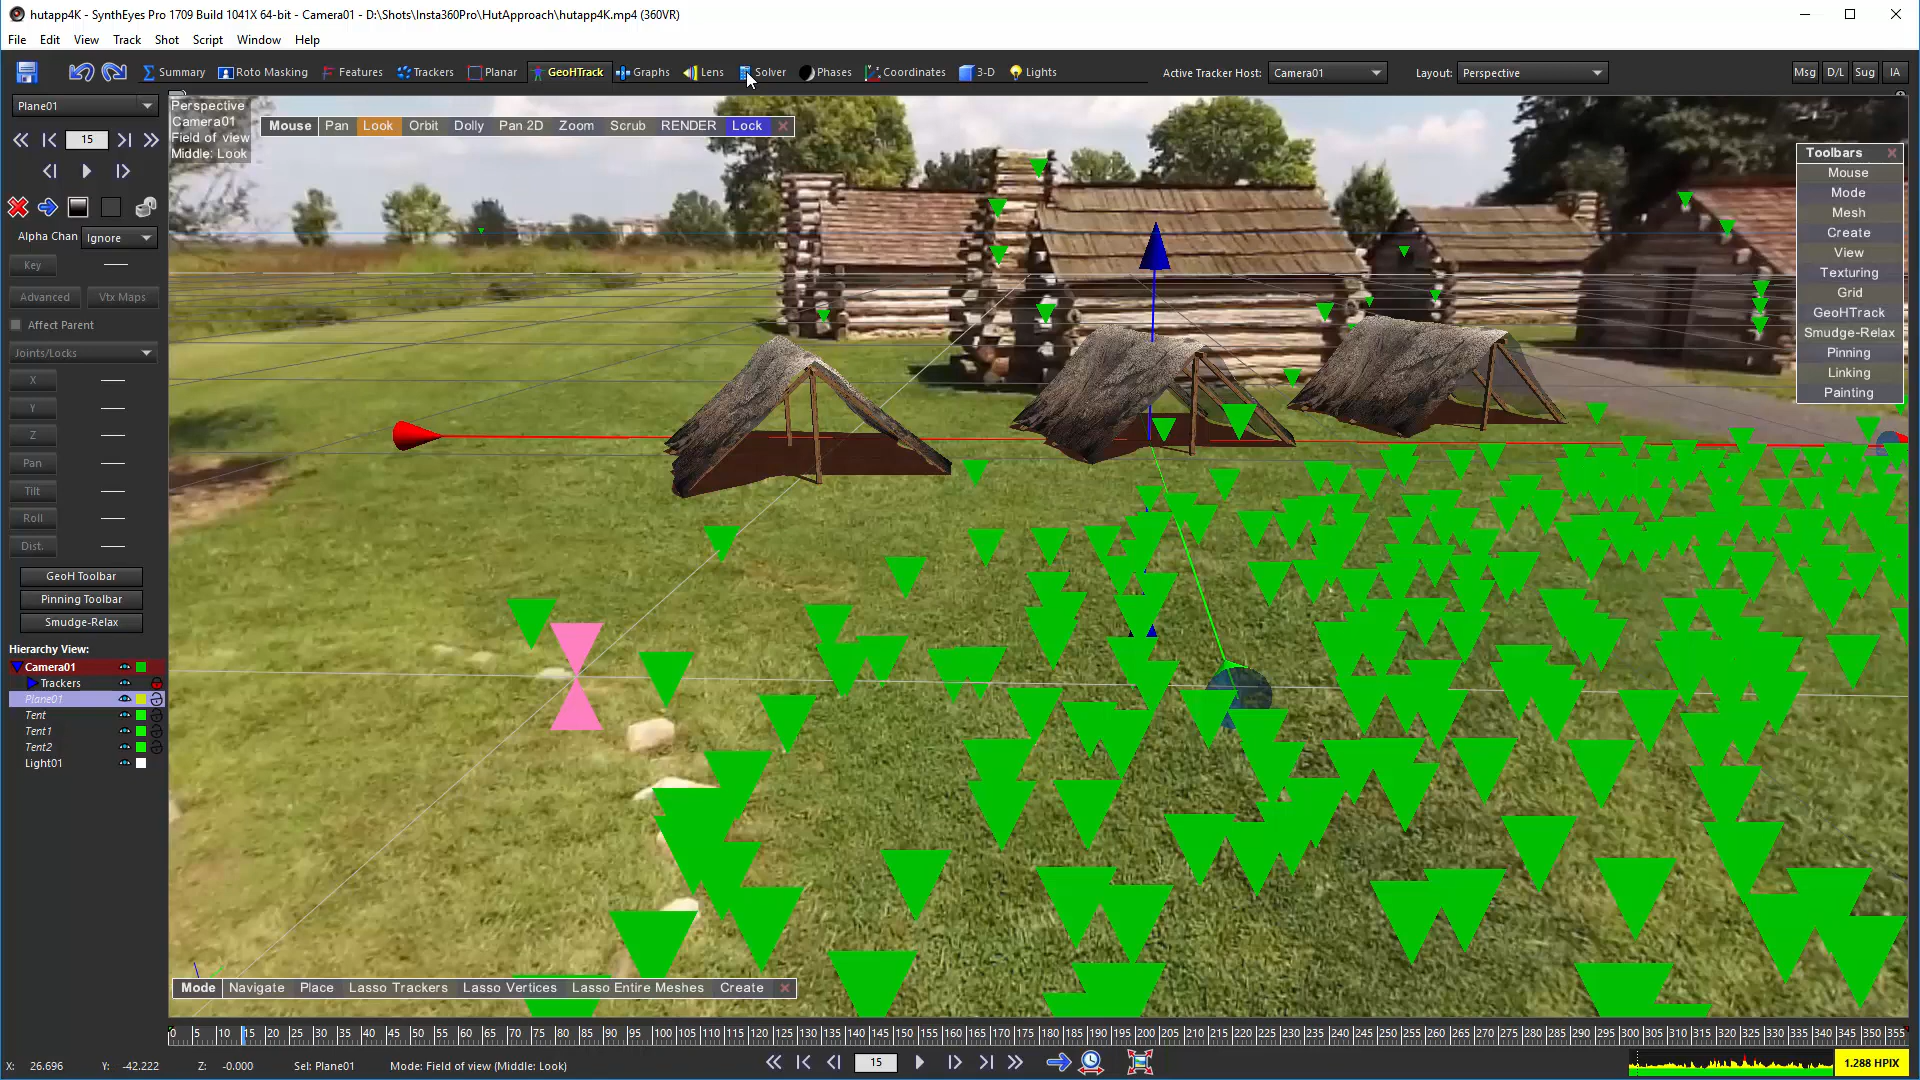 hutapp4K - SynthEyes Pro 1709 Build 1041X 64-bit - Camera01 - D:\Shots\Insta360Pro\HutApproach\hutapp4K.mp4 (360VR)
File Edit View Track Shot Script Window Help
Summary Roto Masking Features Trackers Planar GeoHTrack Graphs Lens Solver Phases Coordinates 3-D Lights Active Tracker Host: Camera01 Layout: Perspective Msg D/L Sug IA
Plane01
15
Alpha Chan Ignore
Key
Advanced Vtx Maps
Affect Parent
Joints/Locks
X
Y
Z
Pan
Tilt
Roll
Dist.
GeoH Toolbar
Pinning Toolbar
Smudge-Relax
Hierarchy View:
Camera01
Trackers
Plane01
Tent
Tent1
Tent2
Light01
Perspective
Camera01
Field of view
Middle: Look
Mouse Pan Look Orbit Dolly Pan 2D Zoom Scrub RENDER Lock
Toolbars
Mouse
Mode
Mesh
Create
View
Texturing
Grid
GeoHTrack
Smudge-Relax
Pinning
Linking
Painting
Mode Navigate Place Lasso Trackers Lasso Vertices Lasso Entire Meshes Create
0 5 10 15 20 25 30 35 40 45 50 55 60 65 70 75 80 85 90 95 100 105 110 115 120 125 130 135 140 145 150 155 160 165 170 175 180 185 190 195 200 205 210 215 220 225 230 235 240 245 250 255 260 265 270 275 280 285 290 295 300 305 310 315 320 325 330 335 340 345 350 355
X: 26.696 Y: -42.222 Z: -0.000 Sel: Plane01 Mode: Field of view (Middle: Look) 15 1.288 HPIX